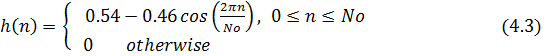 h(n) = { 0.54 − 0.46 cos (2πn/No), 0 ≤ n ≤ No (4.3)
0 otherwise